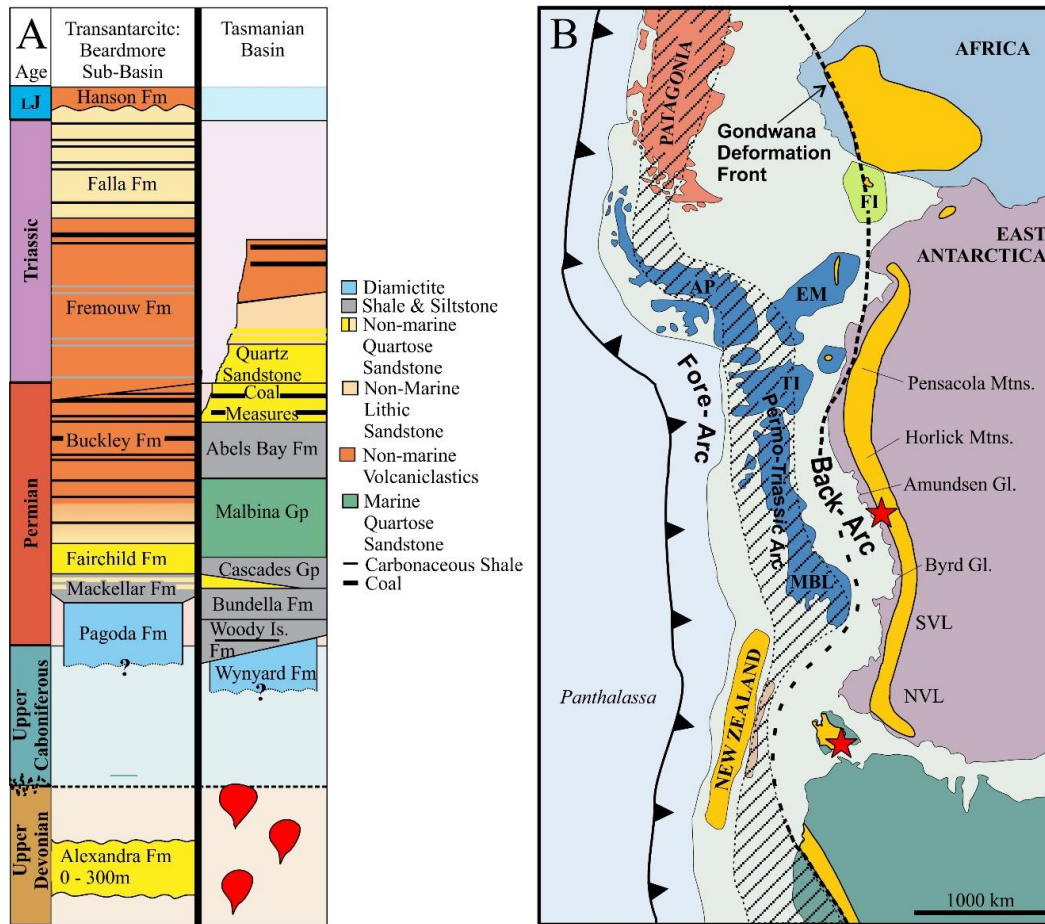 A
Transantarcitc:
Beardmore
Sub-Basin
Tasmanian
Basin
Age
LJ
Hanson Fm
Triassic
Falla Fm
Fremouw Fm
Quartz
Sandstone
Permian
Coal
Measures
Buckley Fm
Abels Bay Fm
Malbina Gp
Fairchild Fm
Cascades Gp
Mackellar Fm
Bundella Fm
Pagoda Fm
Woody Is.
Fm
?
Wynyard Fm
?
Upper
Caboniferous
Upper
Devonian
Alexandra Fm
0 - 300m
Diamictite
Shale & Siltstone
Non-marine
Quartose
Sandstone
Non-Marine
Lithic
Sandstone
Non-marine
Volcaniclastics
Marine
Quartose
Sandstone
Carbonaceous Shale
Coal
B
AFRICA
PATAGONIA
Gondwana
Deformation
Front
FI
EAST
ANTARCTICA
AP
EM
Fore-Arc
TI
Pensacola Mtns.
Permo-Triassic Arc
Horlick Mtns.
Back-Arc
Amundsen Gl.
MBL
Byrd Gl.
SVL
NEW ZEALAND
Panthalassa
NVL
1000 km